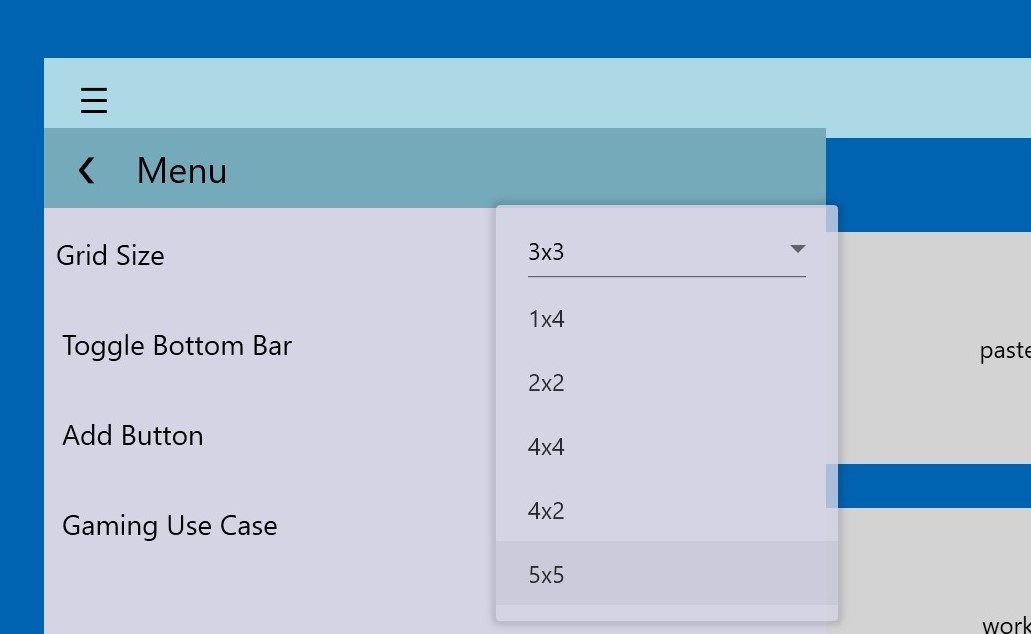 Menu
Grid Size
3x3
1x4
Toggle Bottom Bar
2x2
Add Button
4x4
4x2
Gaming Use Case
5x5
paste
work